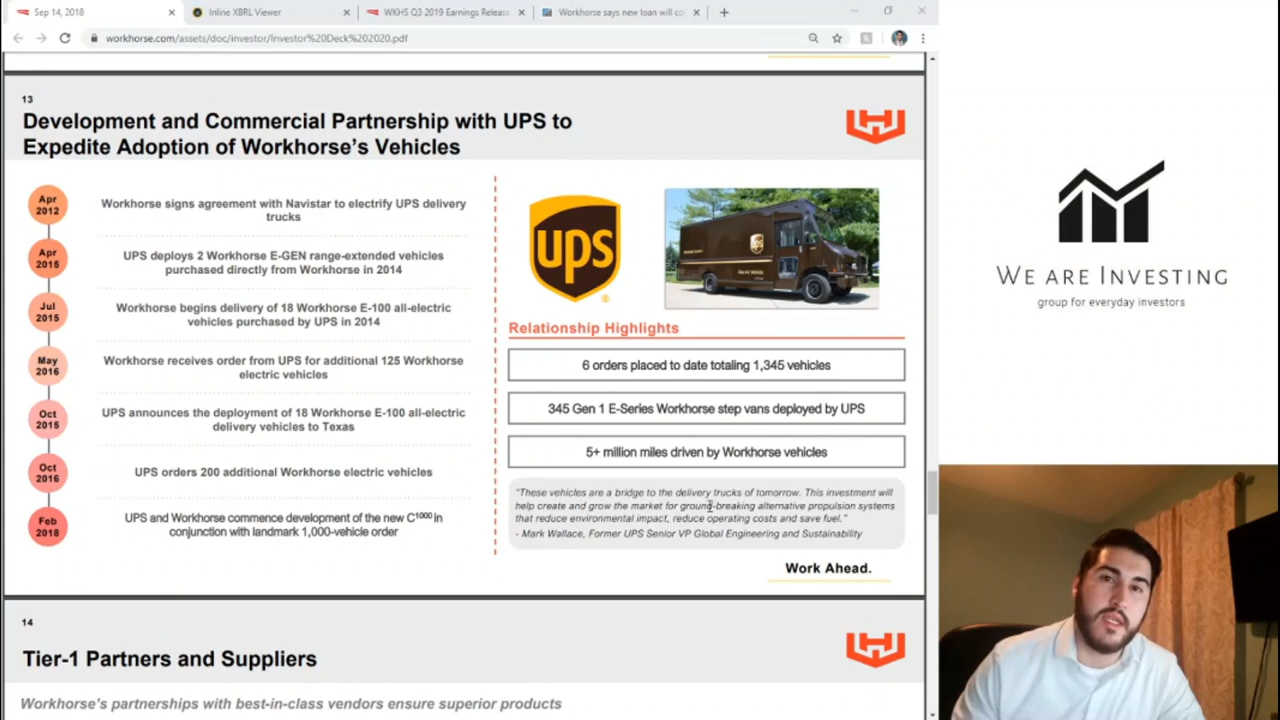 Sep 14, 2018
Inline XBRL Viewer
WKHS Q3 2019 Earnings Release
Workhorse says new loan will co
workhorse.com/assets/doc/investor/Investor%20Deck%202020.pdf
13
Development and Commercial Partnership with UPS to
Expedite Adoption of Workhorse's Vehicles
Apr
2012
Workhorse signs agreement with Navistar to electrify UPS delivery
trucks
Apr
2015
UPS deploys 2 Workhorse E-GEN range-extended vehicles
purchased directly from Workhorse in 2014
Jul
2015
Workhorse begins delivery of 18 Workhorse E-100 all-electric
vehicles purchased by UPS in 2014
May
2016
Workhorse receives order from UPS for additional 125 Workhorse
electric vehicles
Oct
2015
UPS announces the deployment of 18 Workhorse E-100 all-electric
delivery vehicles to Texas
Oct
2016
UPS orders 200 additional Workhorse electric vehicles
Feb
2018
UPS and Workhorse commence development of the new C1000 in
conjunction with landmark 1,000-vehicle order
ups
Relationship Highlights
6 orders placed to date totaling 1,345 vehicles
345 Gen 1 E-Series Workhorse step vans deployed by UPS
5+ million miles driven by Workhorse vehicles
"These vehicles are a bridge to the delivery trucks of tomorrow. This investment will
help create and grow the market for ground-breaking alternative propulsion systems
that reduce environmental impact, reduce operating costs and save fuel."
- Mark Wallace, Former UPS Senior VP Global Engineering and Sustainability
Work Ahead.
14
Tier-1 Partners and Suppliers
Workhorse's partnerships with best-in-class vendors ensure superior products
WE ARE INVESTING
group for everyday investors